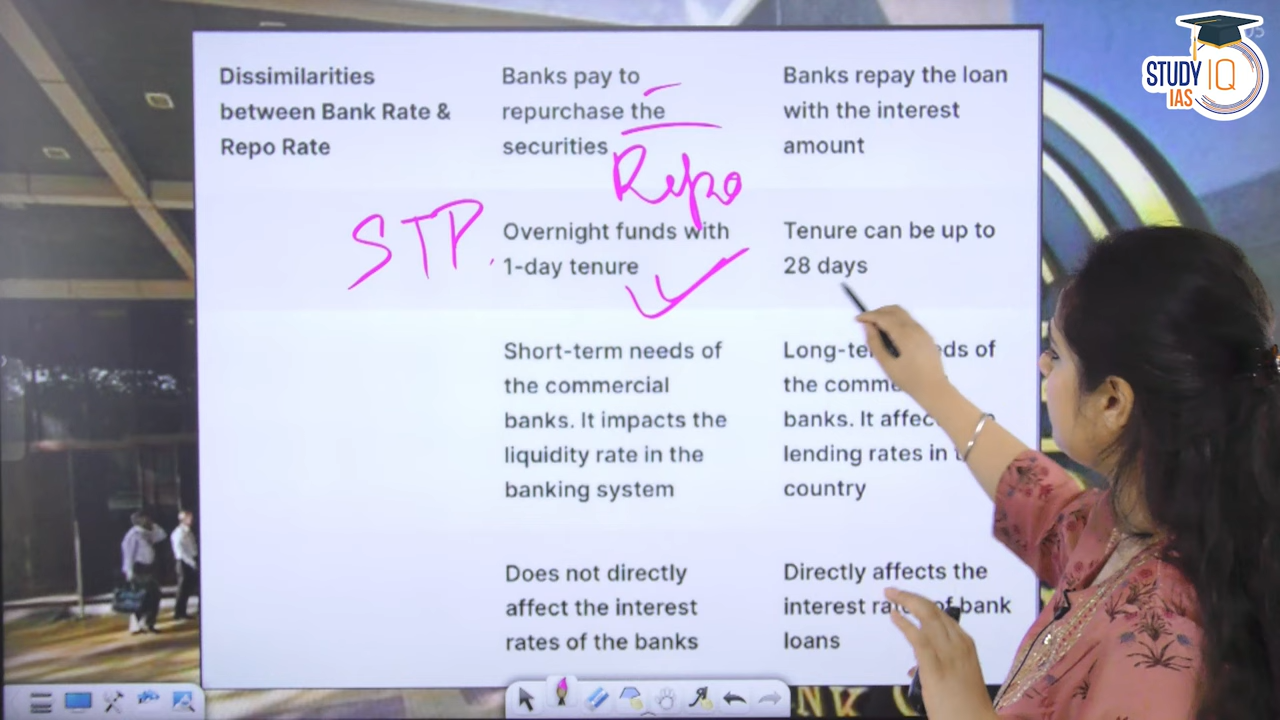 STUDY IQ
IAS
Dissimilarities
between Bank Rate &
Repo Rate
Banks pay to
repurchase the
securities
Repo
Banks repay the loan
with the interest
amount
STP.
Overnight funds with
1-day tenure
Tenure can be up to
28 days
Short-term needs of
the commercial
banks. It impacts the
liquidity rate in the
banking system
of
the
banks. It
lending rates in
country
Does not directly
affect the interest
rates of the banks
Directly affects the
interest of bank
loans